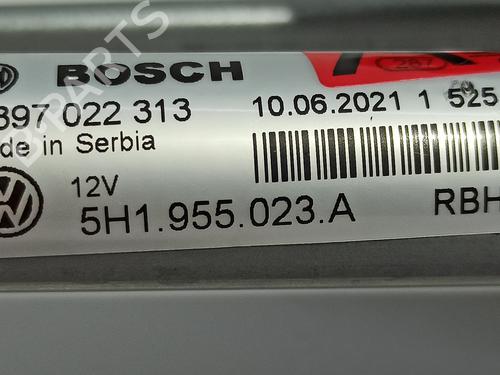 BOSCH
397 022 313
10.06.2021 1 525
de in Serbia
12V
5H1.955.023.A
RBH